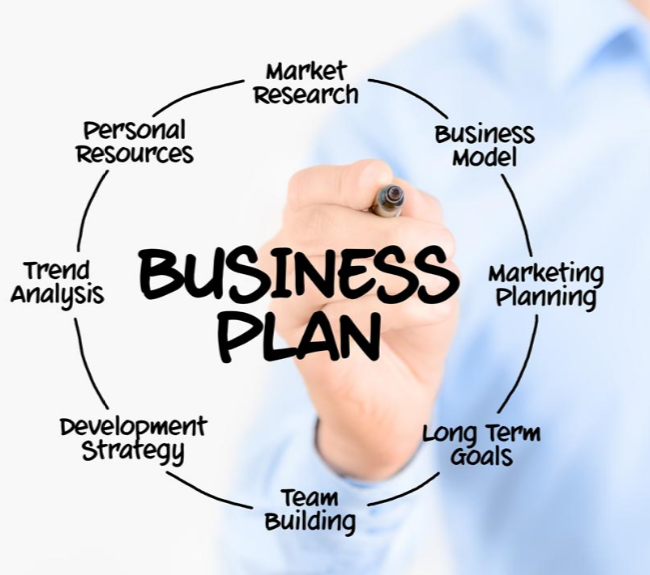 Market
Research
Business
Model
Marketing
Planning
Long Term
Goals
Team
Building
Development
Strategy
Trend
Analysis
Personal
Resources
BUSINESS
PLAN